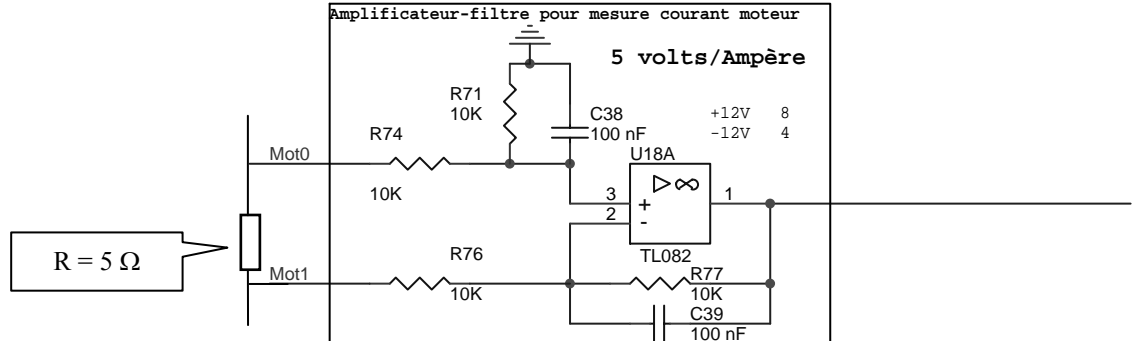 Amplificateur-filtre pour mesure courant moteur
5 volts/Ampère
R71
10K
C38
100 nF
+12V 8
-12V 4
R74
10K
Mot0
U18A
3
+
2
-
▷ ∞
1
TL082
R = 5 Ω
Mot1
R76
10K
R77
10K
C39
100 nF